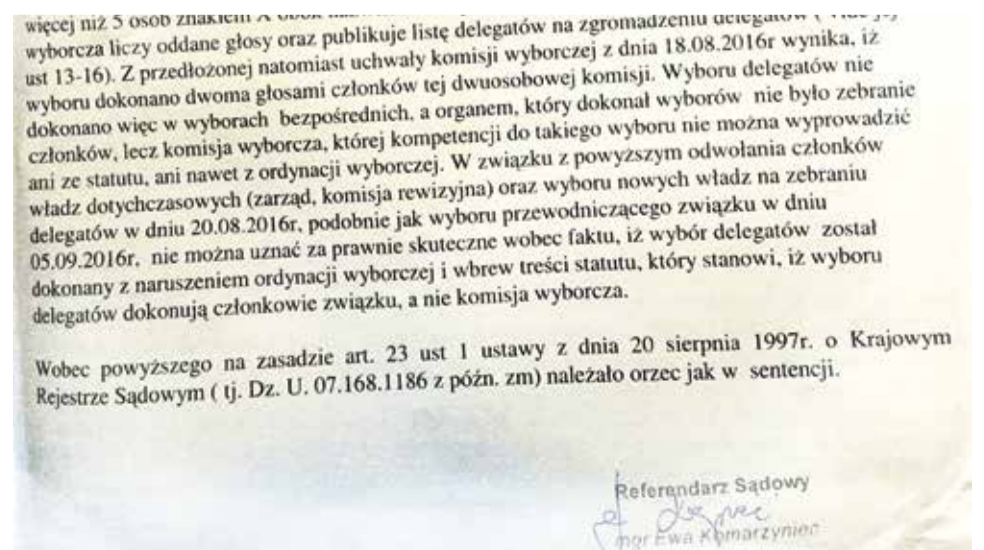 więcej niż 5 osób znakiem X obok
wyborcza liczy oddane głosy oraz publikuje listę delegatów na zgromadzeniu delegatów (
ust 13-16). Z przedłożonej natomiast uchwały komisji wyborczej z dnia 18.08.2016r wynika, iż
wyboru dokonano dwoma głosami członków tej dwuosobowej komisji. Wyboru delegatów nie
dokonano więc w wyborach bezpośrednich, a organem, który dokonał wyborów nie było zebranie
członków, lecz komisja wyborcza, której kompetencji do takiego wyboru nie można wyprowadzić
ani ze statutu, ani nawet z ordynacji wyborczej. W związku z powyższym odwołania członków
władz dotychczasowych (zarząd, komisja rewizyjna) oraz wyboru nowych władz na zebraniu
delegatów w dniu 20.08.2016r, podobnie jak wyboru przewodniczącego związku w dniu
05.09.2016r, nie można uznać za prawnie skuteczne wobec faktu, iż wybór delegatów został
dokonany z naruszeniem ordynacji wyborczej i wbrew treści statutu, który stanowi, iż wyboru
delegatów dokonują członkowie związku, a nie komisja wyborcza.
Wobec powyższego na zasadzie art. 23 ust 1 ustawy z dnia 20 sierpnia 1997r. o Krajowym
Rejestrze Sądowym ( tj. Dz. U. 07.168.1186 z późn. zm) należało orzec jak w sentencji.
Referendarz Sądowy
mgr Ewa Komarzyniec